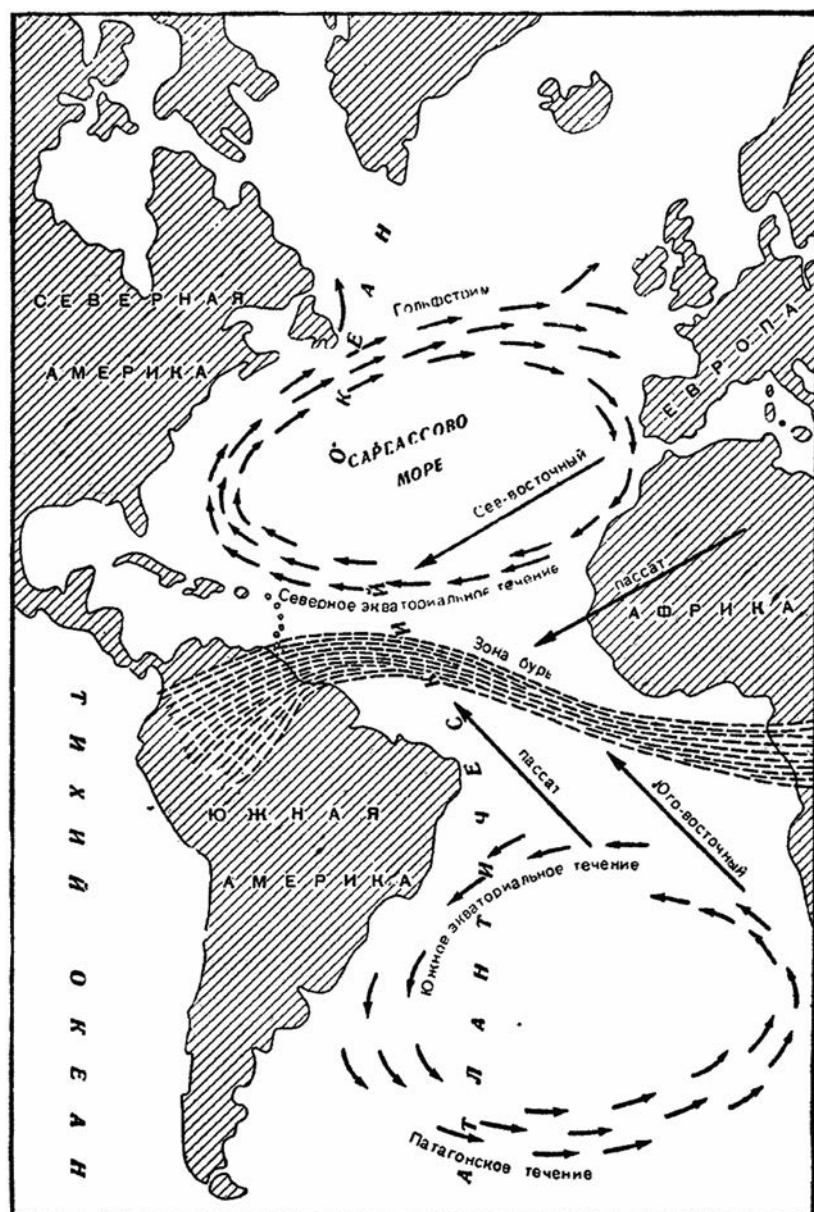 СЕВЕРНАЯ
АМЕРИКА
Гольфстрим
ЕВРОПА
САРГАССОВО
МОРЕ
Сев-восточный
пассат
АФРИКА
Северное экваториальное течение
Зона бурь
пассат
Юго-восточный
ЮЖНАЯ
АМЕРИКА
Южное экваториальное течение
Патагонское течение
ТИХИЙ ОКЕАН
АТЛАНТИЧЕСКИЙ ОКЕАН